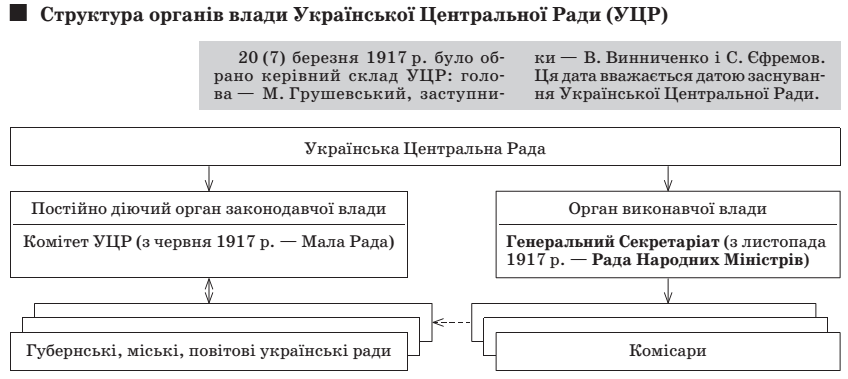 Структура органів влади Української Центральної Ради (УЦР)
20 (7) березня 1917 р. було об-
рано керівний склад УЦР: голо-
ва — М. Грушевський, заступни-
ки — В. Винниченко і С. Єфремов.
Ця дата вважається датою заснуван-
ня Української Центральної Ради.
Українська Центральна Рада
Постійно діючий орган законодавчої влади
Комітет УЦР (з червня 1917 р. — Мала Рада)
Орган виконавчої влади
Генеральний Секретаріат (з листопада
1917 р. — Рада Народних Міністрів)
Губернські, міські, повітові українські ради
Комісари